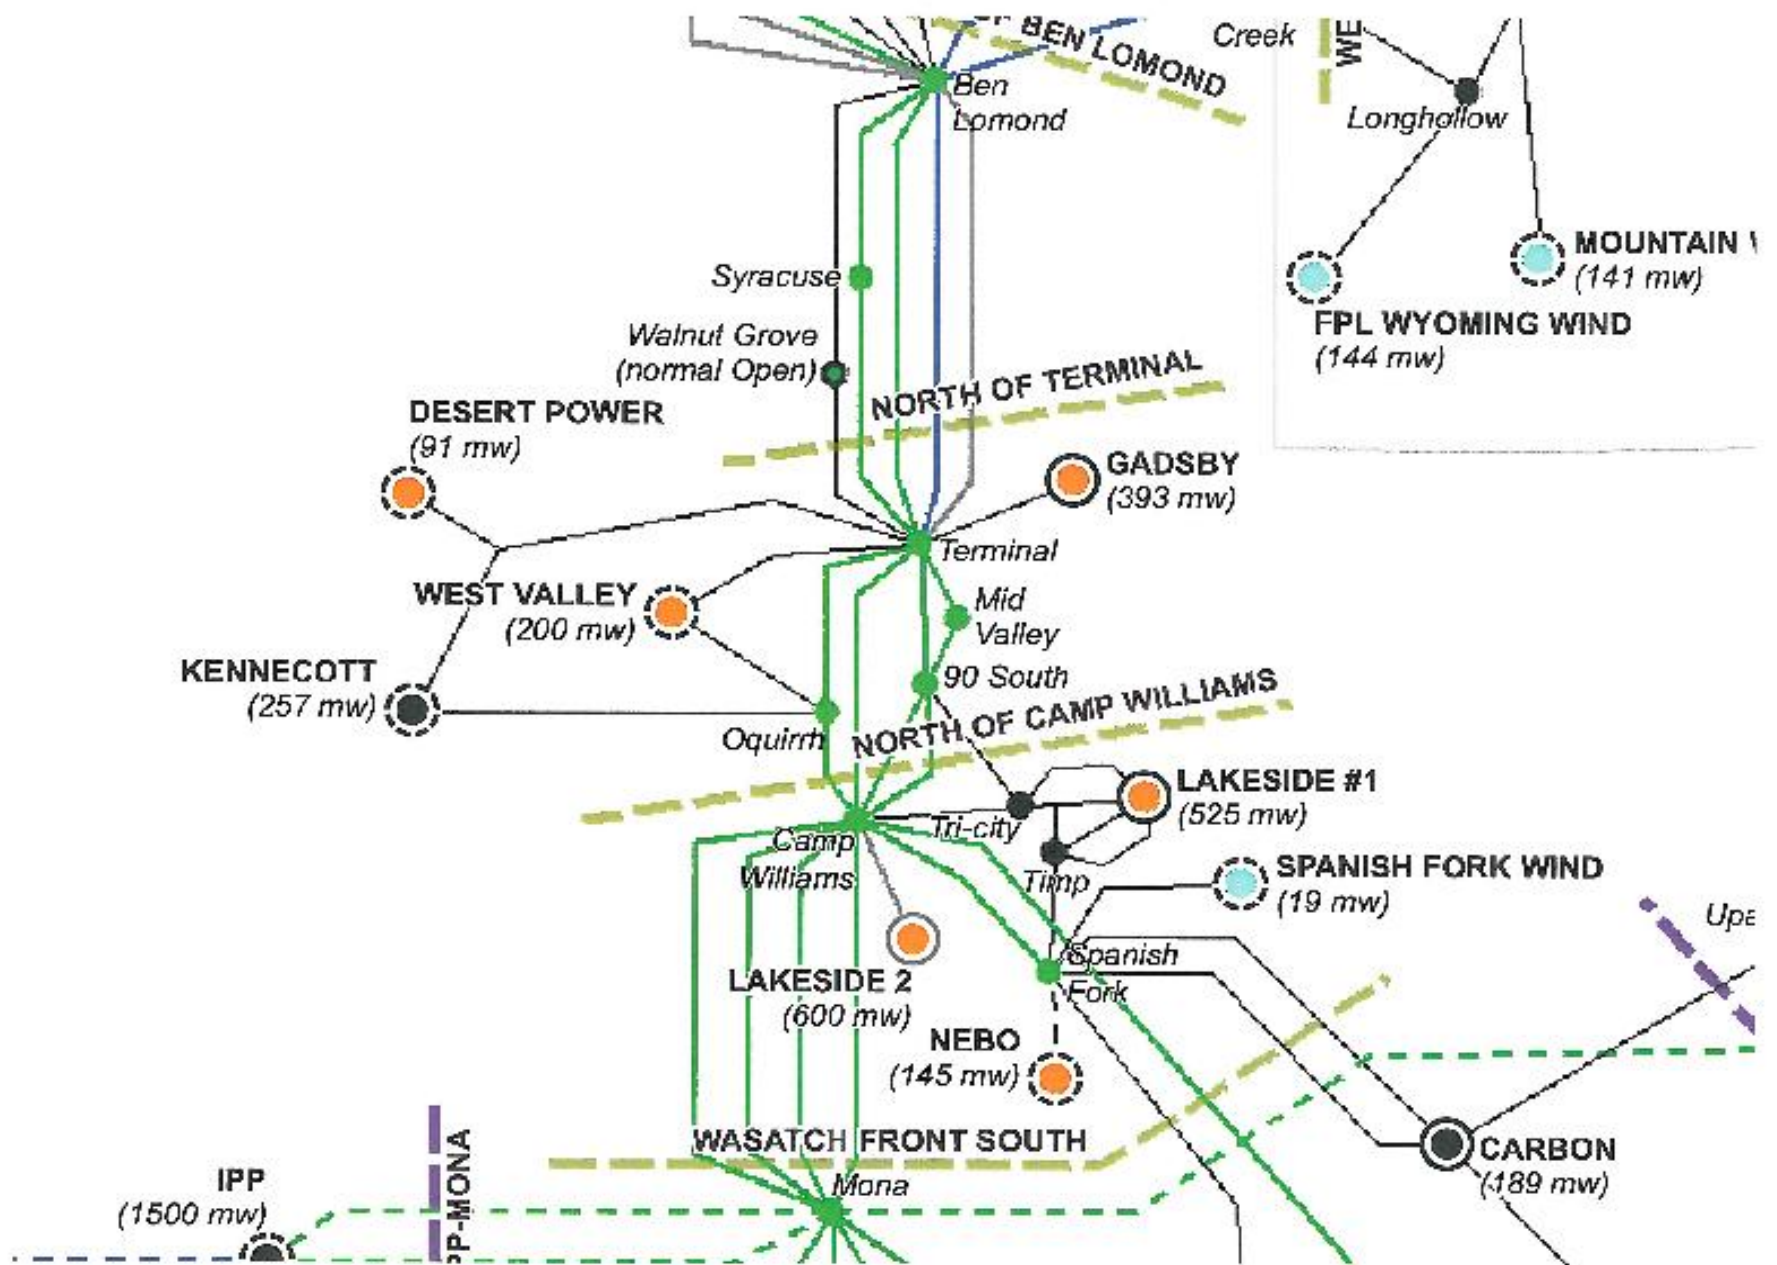 OF BEN LOMOND
Creek
WE
Ben
Lomond
Longhollow
Syracuse
MOUNTAIN
(141 mw)
FPL WYOMING WIND
(144 mw)
Walnut Grove
(normal Open)
NORTH OF TERMINAL
DESERT POWER
(91 mw)
GADSBY
(393 mw)
Terminal
WEST VALLEY
(200 mw)
Mid
Valley
KENNECOTT
(257 mw)
90 South
Oquirrh
NORTH OF CAMP WILLIAMS
LAKESIDE #1
(525 mw)
Tri-city
Camp
Williams
Timp
SPANISH FORK WIND
(19 mw)
Upa
Spanish
Fork
LAKESIDE 2
(600 mw)
NEBO
(145 mw)
WASATCH FRONT SOUTH
CARBON
(189 mw)
IPP
(1500 mw)
PP-MONA
Mona